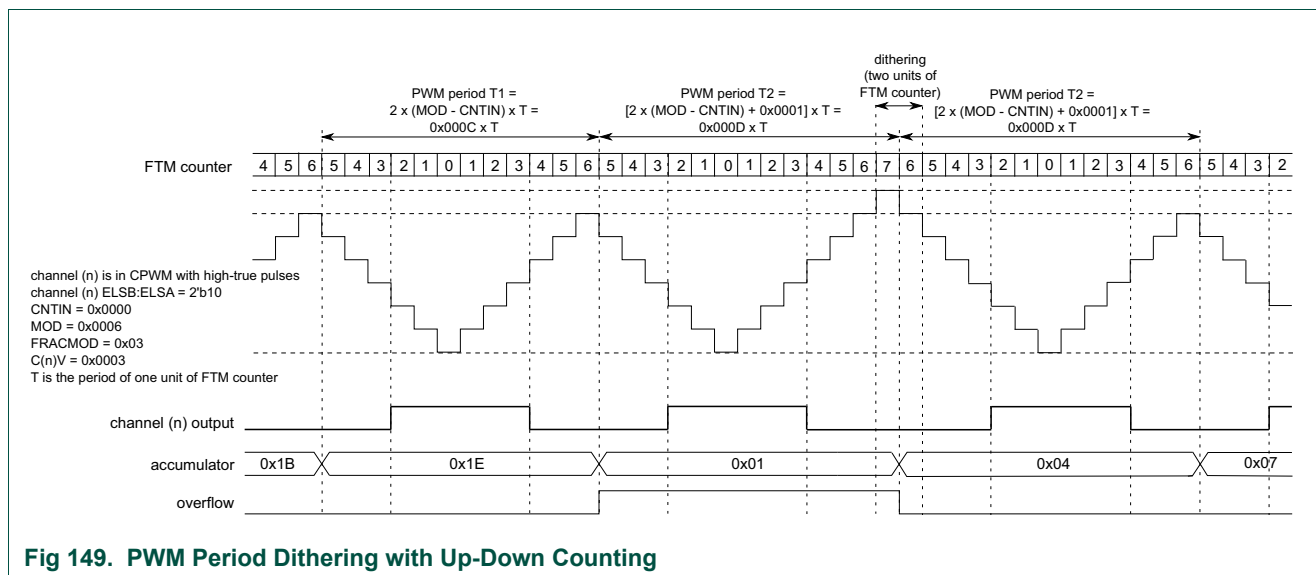 dithering
(two units of
FTM counter)
PWM period T1 =
2 x (MOD - CNTIN) x T =
0x000C x T
PWM period T2 =
[2 x (MOD - CNTIN) + 0x0001] x T =
0x000D x T
PWM period T2 =
[2 x (MOD - CNTIN) + 0x0001] x T =
0x000D x T
FTM counter 4 5 6 5 4 3 2 1 0 1 2 3 4 5 6 5 4 3 2 1 0 1 2 3 4 5 6 7 6 5 4 3 2 1 0 1 2 3 4 5 6 5 4 3 2
channel (n) is in CPWM with high-true pulses
channel (n) ELSB:ELSA = 2'b10
CNTIN = 0x0000
MOD = 0x0006
FRACMOD = 0x03
C(n)V = 0x0003
T is the period of one unit of FTM counter
channel (n) output
accumulator 0x1B 0x1E 0x01 0x04 0x07
overflow
Fig 149. PWM Period Dithering with Up-Down Counting